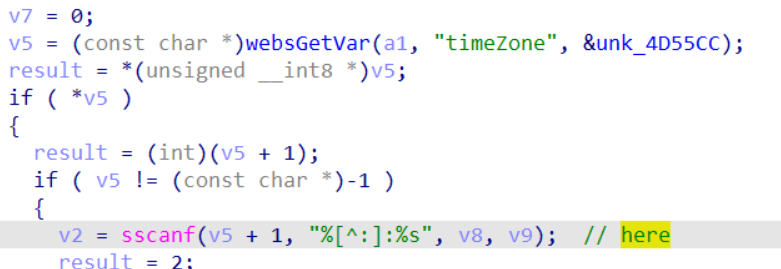 v7 = 0;
v5 = (const char *)websGetVar(a1, "timeZone", &unk_4D55CC);
result = *(unsigned __int8 *)v5;
if ( *v5 )
{
  result = (int)(v5 + 1);
  if ( v5 != (const char *)-1 )
  {
    v2 = sscanf(v5 + 1, "%[^:]:%s", v8, v9);  // here
    result = 2;